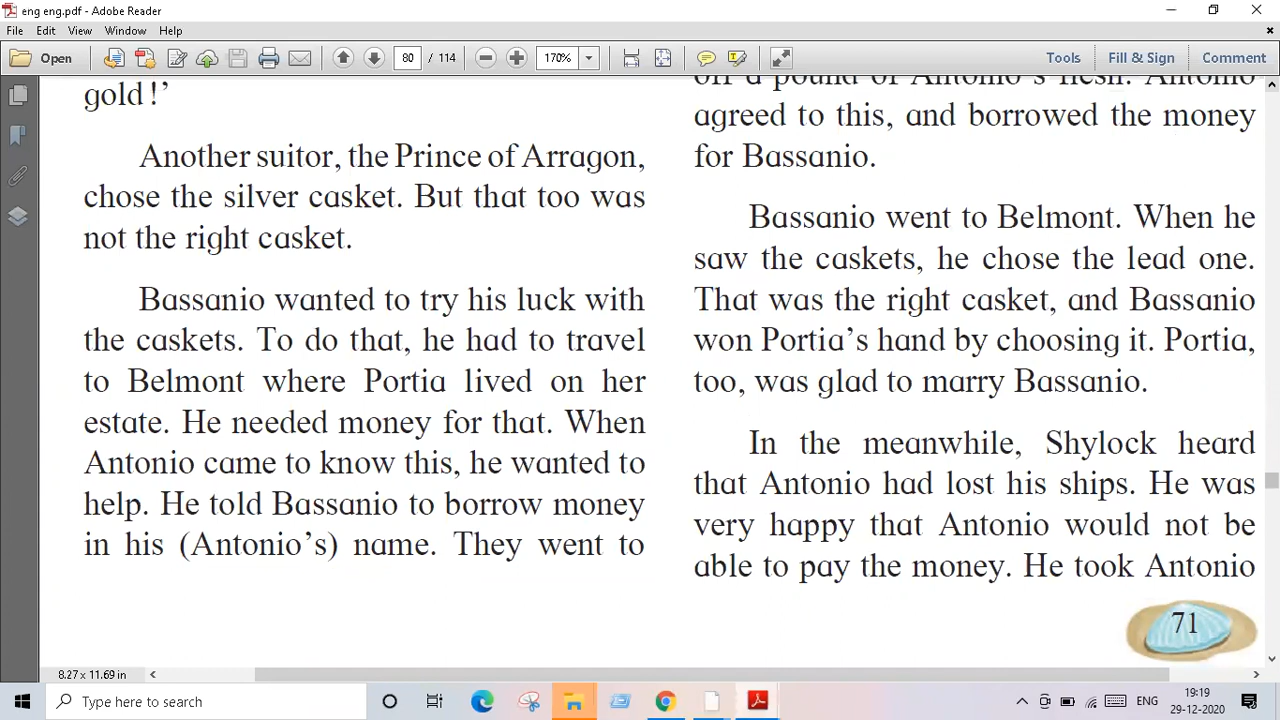 eng eng.pdf - Adobe Reader
File Edit View Window Help
Open 80 / 114 170% Tools Fill & Sign Comment
gold!’
Another suitor, the Prince of Arragon,
chose the silver casket. But that too was
not the right casket.
Bassanio wanted to try his luck with
the caskets. To do that, he had to travel
to Belmont where Portia lived on her
estate. He needed money for that. When
Antonio came to know this, he wanted to
help. He told Bassanio to borrow money
in his (Antonio’s) name. They went to
off a pound of Antonio’s flesh. Antonio
agreed to this, and borrowed the money
for Bassanio.
Bassanio went to Belmont. When he
saw the caskets, he chose the lead one.
That was the right casket, and Bassanio
won Portia’s hand by choosing it. Portia,
too, was glad to marry Bassanio.
In the meanwhile, Shylock heard
that Antonio had lost his ships. He was
very happy that Antonio would not be
able to pay the money. He took Antonio
71
8.27 x 11.69 in
Type here to search
ENG
19:19
29-12-2020